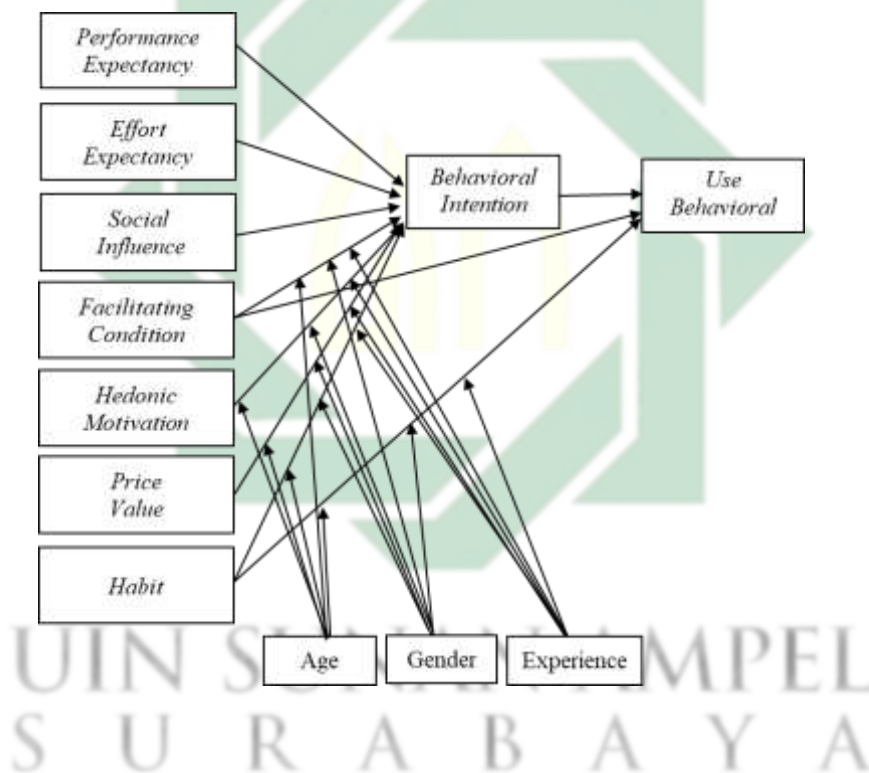 Performance
Expectancy
Effort
Expectancy
Social
Influence
Facilitating
Condition
Hedonic
Motivation
Price
Value
Habit
Behavioral
Intention
Use
Behavioral
Age
Gender
Experience
UIN SUNAN AMPEL
S U R A B A Y A